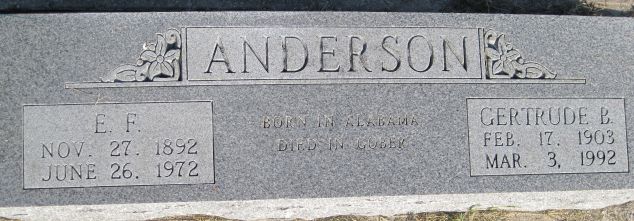 ANDERSON
E. F.
NOV. 27. 1892
JUNE 26. 1972
BORN IN ALABAMA
DIED IN GOBER
GERTRUDE B.
FEB. 17. 1903
MAR. 3, 1992